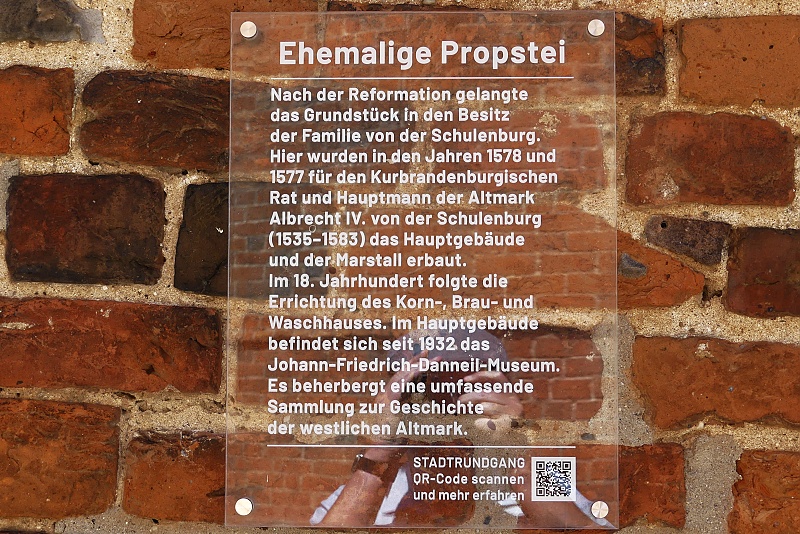 Ehemalige Propstei
Nach der Reformation gelangte
das Grundstück in den Besitz
der Familie von der Schulenburg.
Hier wurden in den Jahren 1578 und
1577 für den Kurbrandenburgischen
Rat und Hauptmann der Altmark
Albrecht IV. von der Schulenburg
(1535–1583) das Hauptgebäude
und der Marstall erbaut.
Im 18. Jahrhundert folgte die
Errichtung des Korn-, Brau- und
Waschhauses. Im Hauptgebäude
befindet sich seit 1932 das
Johann-Friedrich-Danneil-Museum.
Es beherbergt eine umfassende
Sammlung zur Geschichte
der westlichen Altmark.
STADTRUNDGANG
QR-Code scannen
und mehr erfahren